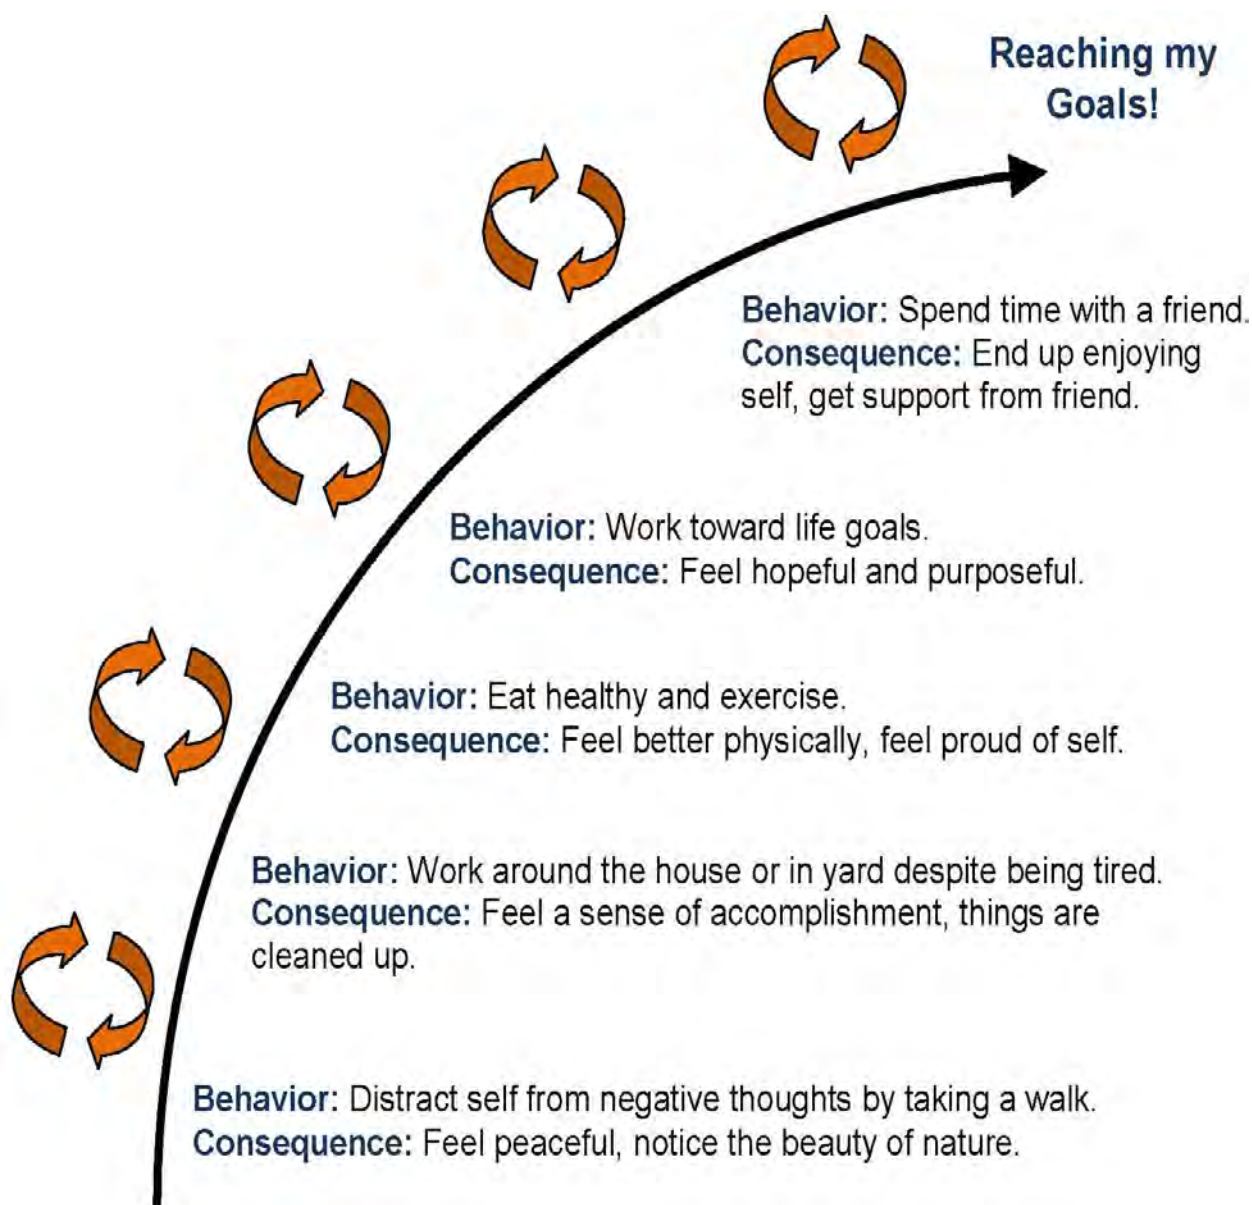 Reaching my
Goals!
Behavior: Spend time with a friend.
Consequence: End up enjoying
self, get support from friend.
Behavior: Work toward life goals.
Consequence: Feel hopeful and purposeful.
Behavior: Eat healthy and exercise.
Consequence: Feel better physically, feel proud of self.
Behavior: Work around the house or in yard despite being tired.
Consequence: Feel a sense of accomplishment, things are
cleaned up.
Behavior: Distract self from negative thoughts by taking a walk.
Consequence: Feel peaceful, notice the beauty of nature.